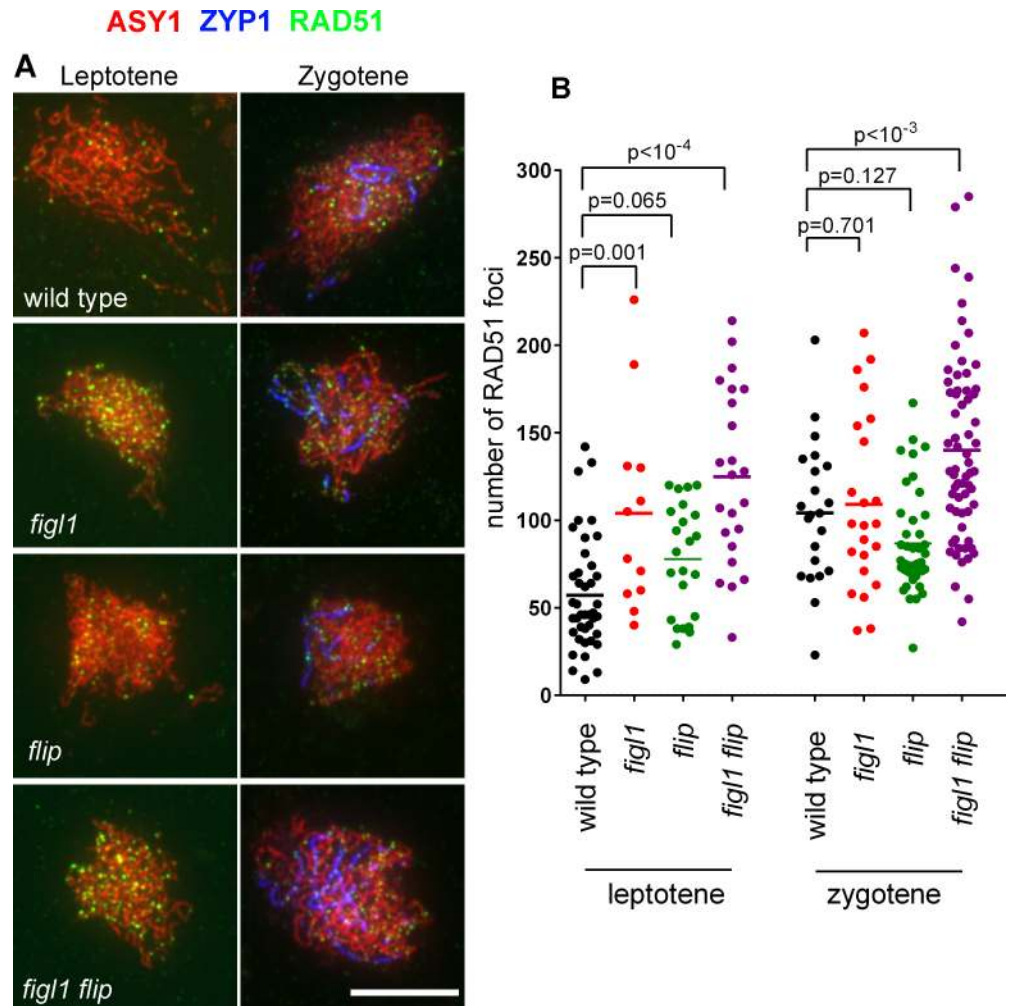 ASY1 ZYP1 RAD51
A
Leptotene Zygotene
wild type
figl1
flip
figl1 flip
B
number of RAD51 foci
300
250
200
150
100
50
0
p<10-4
p=0.065
p=0.001
p<10-3
p=0.127
p=0.701
wild type
figl1
flip
figl1 flip
wild type
figl1
flip
figl1 flip
leptotene
zygotene